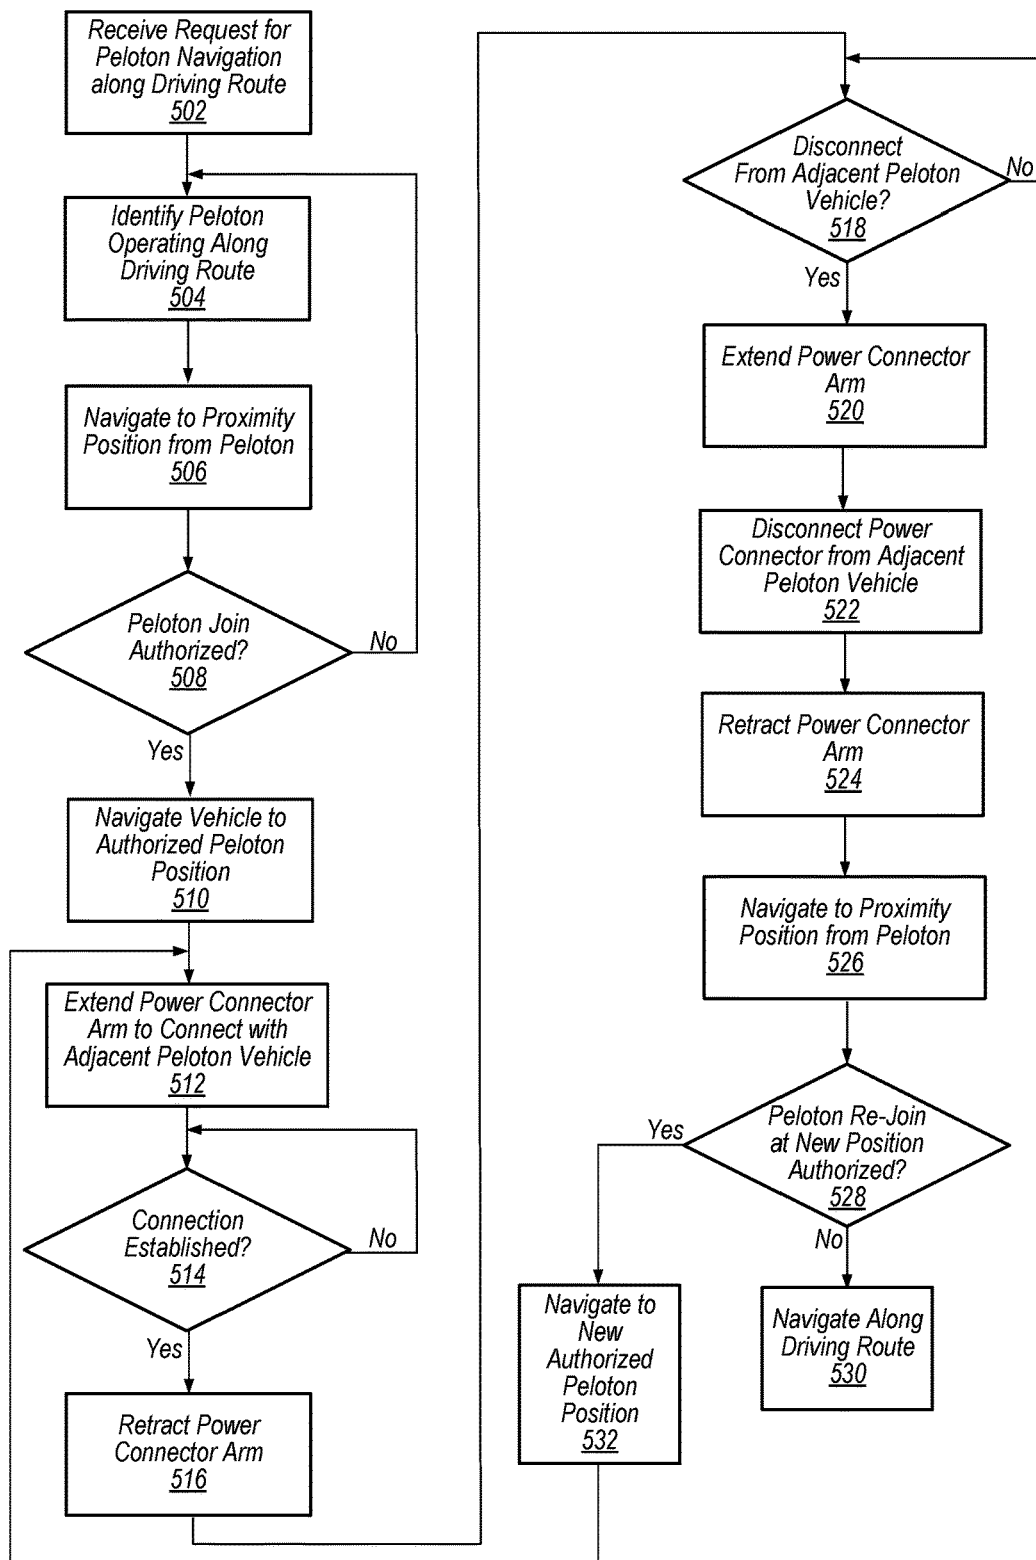 Receive Request for
Peloton Navigation
along Driving Route
502
Identify Peloton
Operating Along
Driving Route
504
Navigate to Proximity
Position from Peloton
506
Peloton Join
Authorized?
508
No
Yes
Navigate Vehicle to
Authorized Peloton
Position
510
Extend Power Connector
Arm to Connect with
Adjacent Peloton Vehicle
512
Connection
Established?
514
No
Yes
Retract Power
Connector Arm
516
Disconnect
From Adjacent Peloton
Vehicle?
518
No
Yes
Extend Power Connector
Arm
520
Disconnect Power
Connector from Adjacent
Peloton Vehicle
522
Retract Power Connector
Arm
524
Navigate to Proximity
Position from Peloton
526
Peloton Re-Join
at New Position
Authorized?
528
Yes
No
Navigate to
New
Authorized
Peloton
Position
532
Navigate Along
Driving Route
530